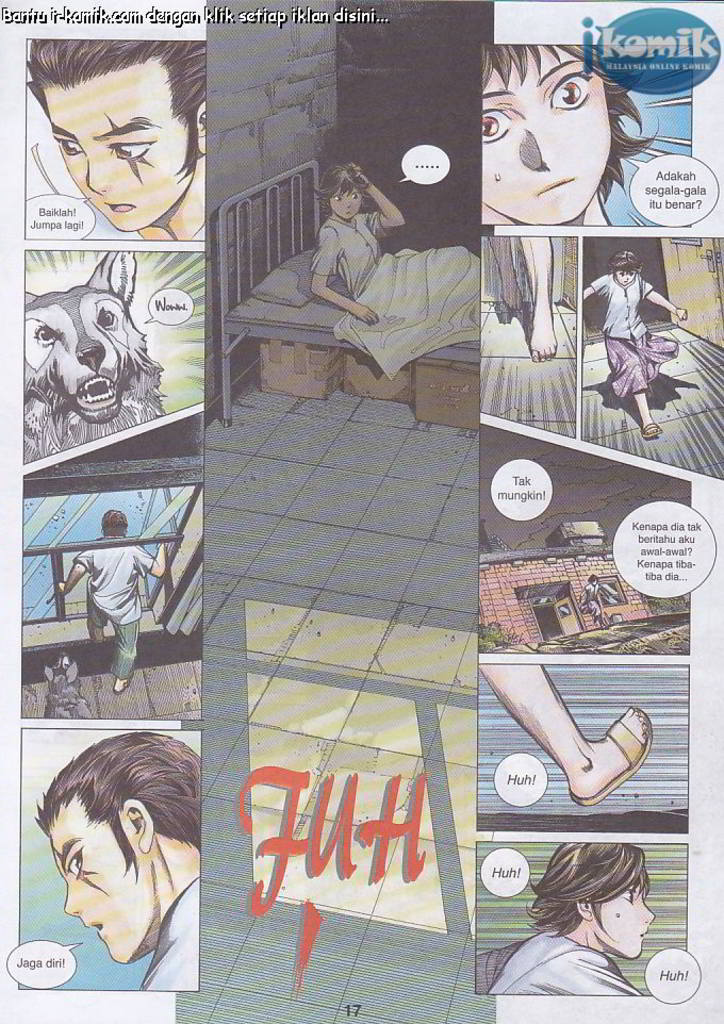 Bantu i-komik.com dengan klik setiap iklan disini...
ikomik
MALAYSIA ONLINE KOMIK
Baiklah!
Jumpa lagi!
Woww.
Jaga diri!
.....
FUH
Adakah
segala-gala
itu benar?
Tak
mungkin!
Kenapa dia tak
beritahu aku
awal-awal?
Kenapa tiba-
tiba dia...
Huh!
Huh!
Huh!
17